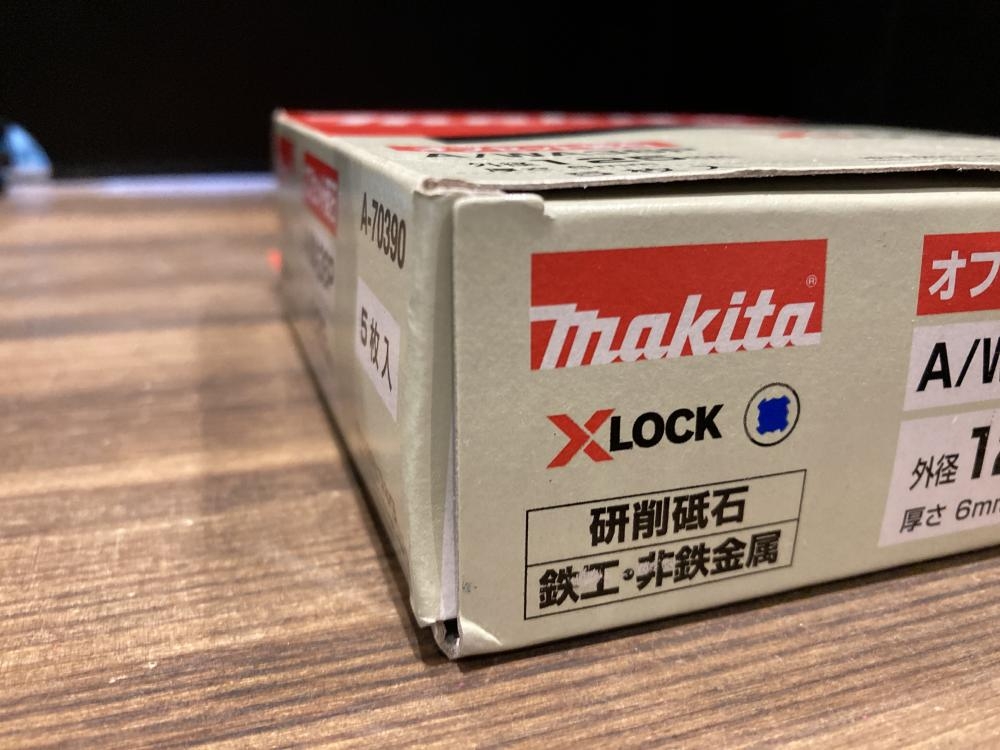 A-70390
5枚入
makita®
XLOCK
研削砥石
鉄工・非鉄金属
オフ
A/W
外径 12
厚さ 6mm